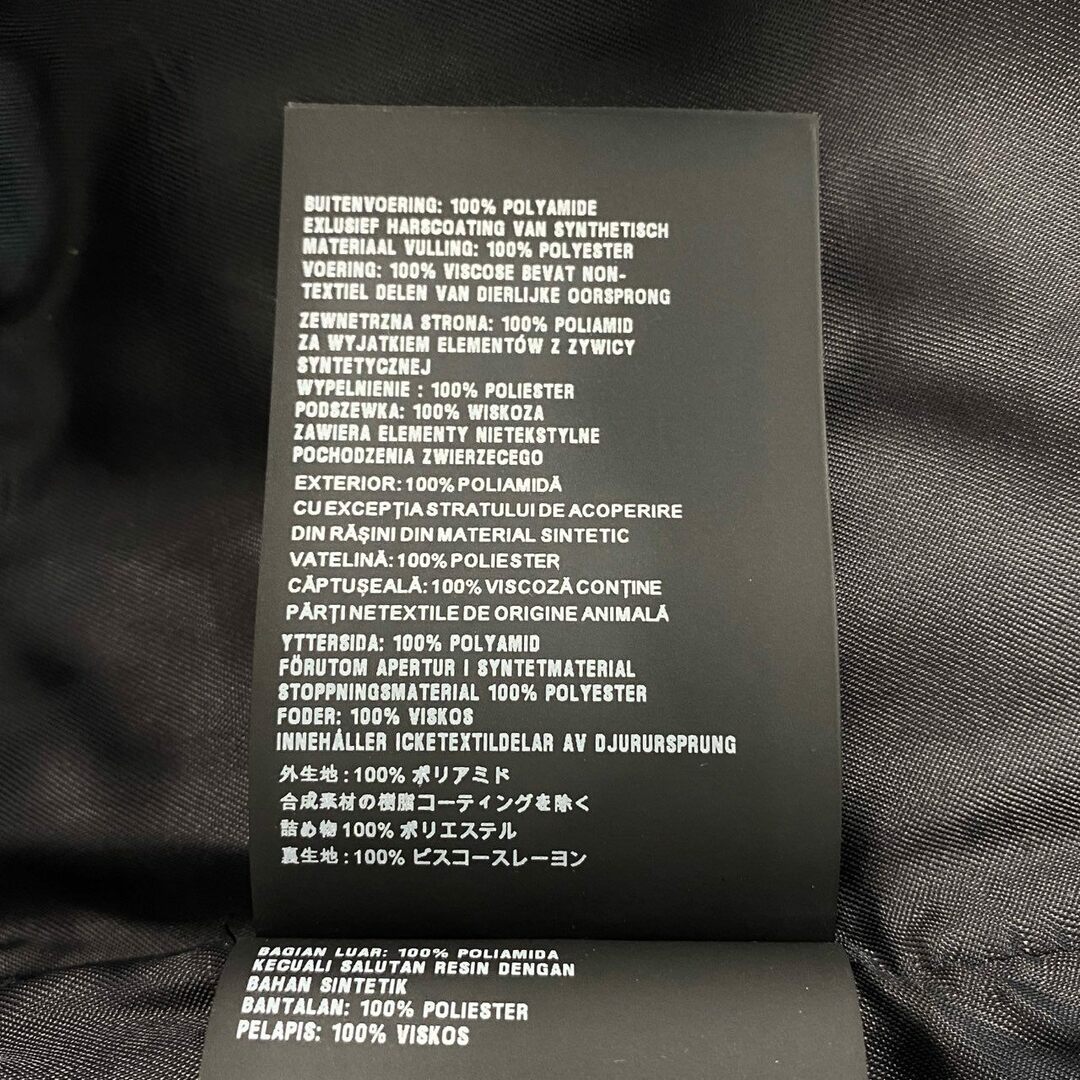 BUITENVOERING: 100% POLYAMIDE
EXLUSIEF HARSCOATING VAN SYNTHETISCH
MATERIAAL VULLING: 100% POLYESTER
VOERING: 100% VISCOSE BEVAT NON-
TEXTIEL DELEN VAN DIERLIJKE OORSPRONG
ZEWNETRZNA STRONA: 100% POLIAMID
ZA WYJATKIEM ELEMENTÓW Z ZYWICY
SYNTETYCZNEJ
WYPELNIENIE : 100% POLIESTER
PODSZEWKA: 100% WISKOZA
ZAWIERA ELEMENTY NIETEKSTYLNE
POCHODZENIA ZWIERZECEGO
EXTERIOR: 100% POLIAMIDĂ
CU EXCEPȚIA STRATULUI DE ACOPERIRE
DIN RĂȘINI DIN MATERIAL SINTETIC
VATELINĂ: 100% POLIESTER
CĂPTUȘEALĂ: 100% VISCOZĂ CONȚINE
PĂRȚI NETEXTILE DE ORIGINE ANIMALĂ
YTTERSIDA: 100% POLYAMID
FÖRUTOM APERTUR I SYNTETMATERIAL
STOPPNINGSMATERIAL 100% POLYESTER
FODER: 100% VISKOS
INNEHÅLLER ICKETEXTILDELAR AV DJURURSPRUNG
外生地 : 100% ポリアミド
合成素材の樹脂コーティングを除く
詰め物 100% ポリエステル
裏生地 : 100% ビスコースレーヨン
BAGIAN LUAR: 100% POLIAMIDA
KECUALI SALUTAN RESIN DENGAN
BAHAN SINTETIK
BANTALAN: 100% POLIESTER
PELAPIS: 100% VISKOS